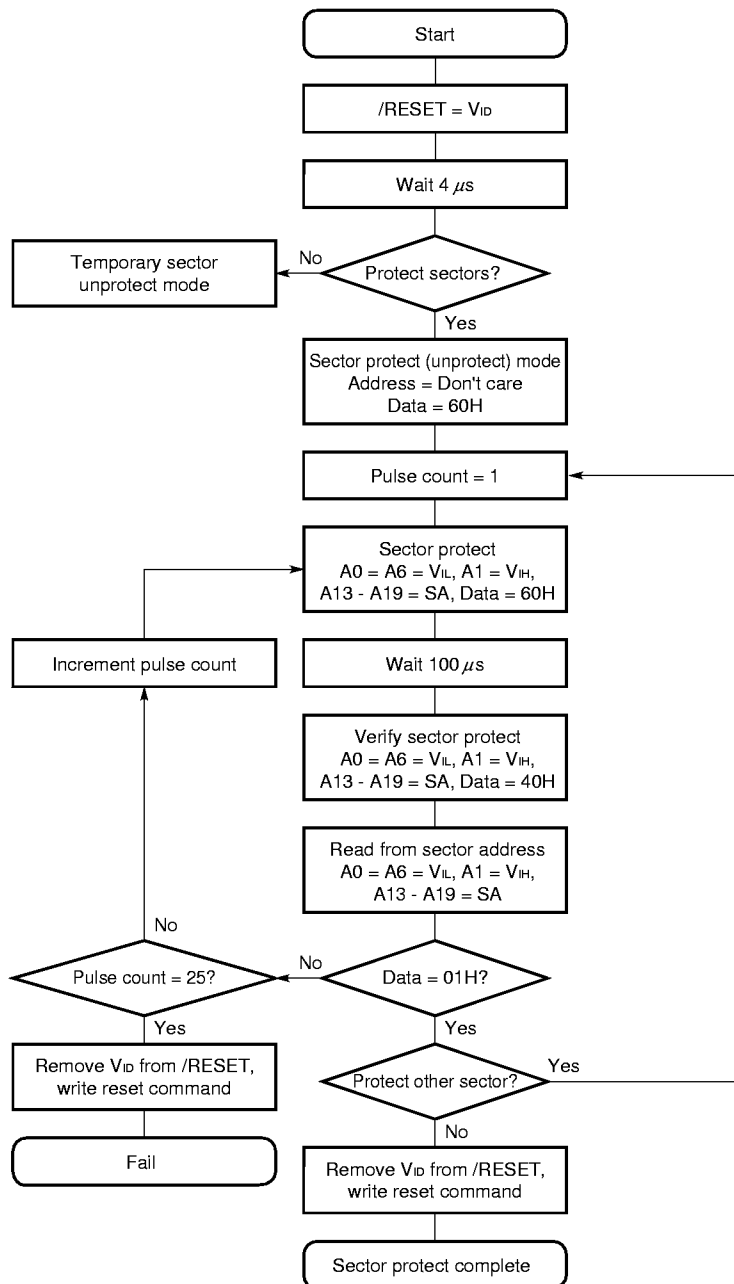 Start
/RESET = VID
Wait 4 μs
No
Temporary sector
unprotect mode
Protect sectors?
Yes
Sector protect (unprotect) mode
Address = Don't care
Data = 60H
Pulse count = 1
Sector protect
A0 = A6 = VIL, A1 = VIH,
A13 - A19 = SA, Data = 60H
Increment pulse count
Wait 100 μs
Verify sector protect
A0 = A6 = VIL, A1 = VIH,
A13 - A19 = SA, Data = 40H
Read from sector address
A0 = A6 = VIL, A1 = VIH,
A13 - A19 = SA
No
Pulse count = 25?
No
Data = 01H?
Yes
Yes
Remove VID from /RESET,
write reset command
Protect other sector?
Yes
No
Fail
Remove VID from /RESET,
write reset command
Sector protect complete